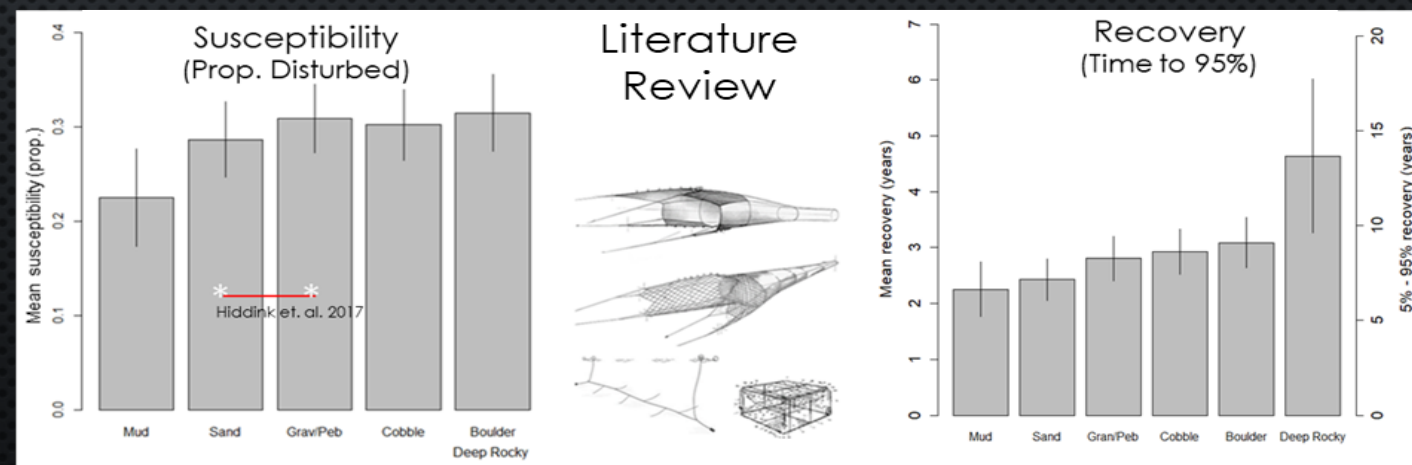 Susceptibility
(Prop. Disturbed)
Mean susceptibility (prop.)
0.4
0.3
0.2
0.1
0.0
* *
Hiddink et. al. 2017
Mud Sand Grav/Peb Cobble Boulder
Deep Rocky
Literature
Review
Recovery
(Time to 95%)
Mean recovery (years)
7
6
5
4
3
2
1
0
Mud Sand Gran/Peb Cobble Boulder Deep Rocky
20
15
10
5
0
5% - 95% recovery (years)